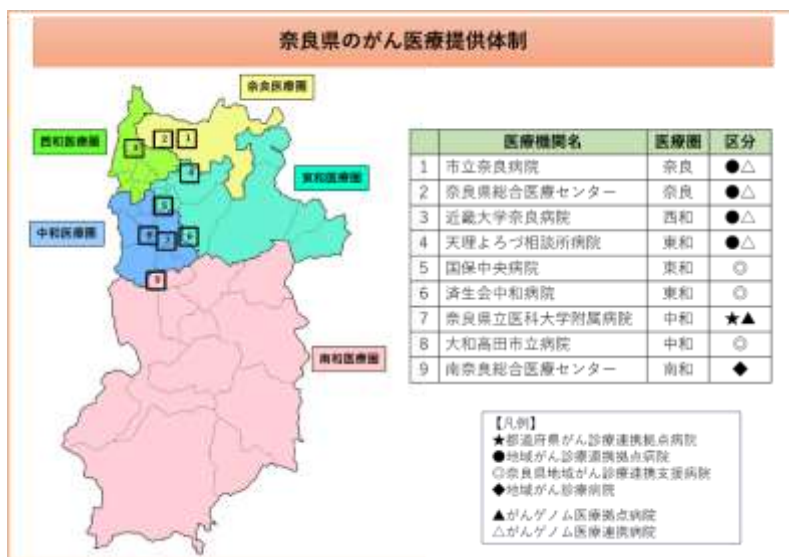 奈良県のがん医療提供体制
奈良医療圏
西和医療圏
東和医療圏
中和医療圏
南和医療圏
1
2
3
4
5
6
7
8
9
医療機関名 医療圏 区分
1 市立奈良病院 奈良 ●△
2 奈良県総合医療センター 奈良 ●△
3 近畿大学奈良病院 西和 ●△
4 天理よろづ相談所病院 東和 ●△
5 国保中央病院 東和 ◎
6 済生会中和病院 東和 ◎
7 奈良県立医科大学附属病院 中和 ★▲
8 大和高田市立病院 中和 ◎
9 南奈良総合医療センター 南和 ◆
【凡例】
★都道府県がん診療連携拠点病院
●地域がん診療連携拠点病院
◎奈良県地域がん診療連携支援病院
◆地域がん診療病院
▲がんゲノム医療拠点病院
△がんゲノム医療連携病院